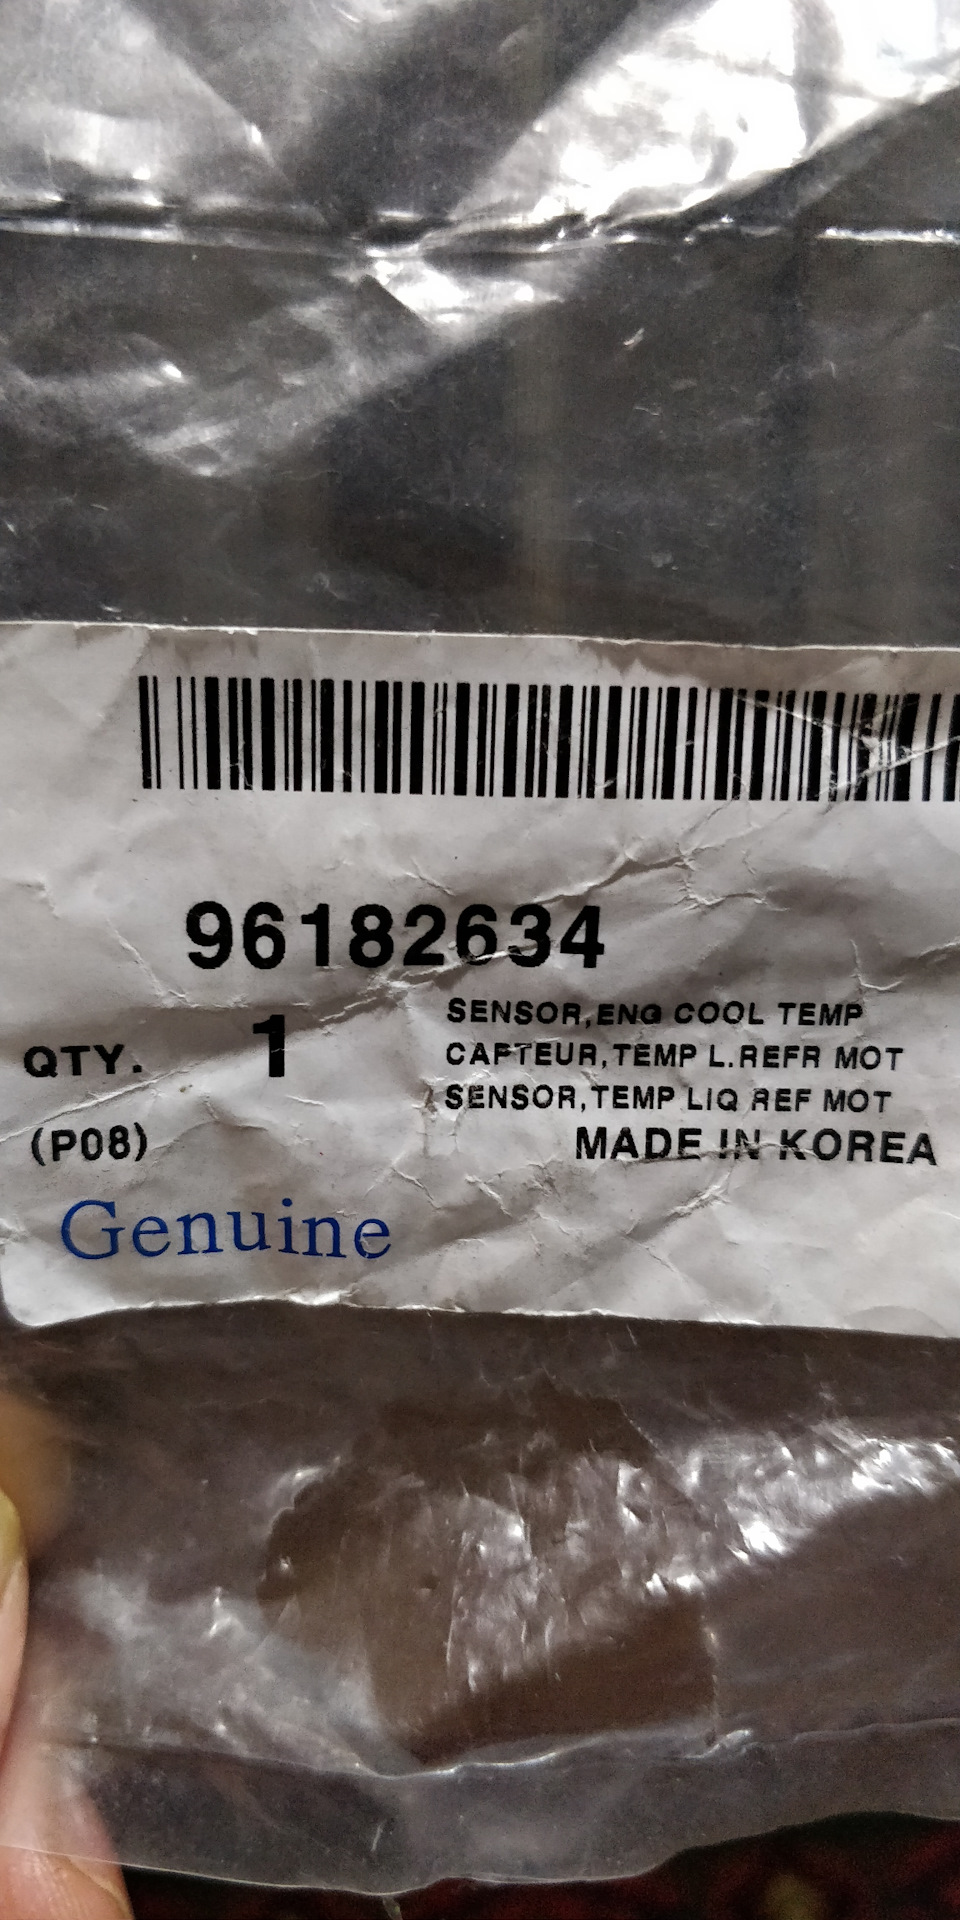 96182634
SENSOR,ENG COOL TEMP
QTY. 1
CAPTEUR,TEMP L.REFR MOT
SENSOR,TEMP LIQ REF MOT
(P08)
MADE IN KOREA
Genuine